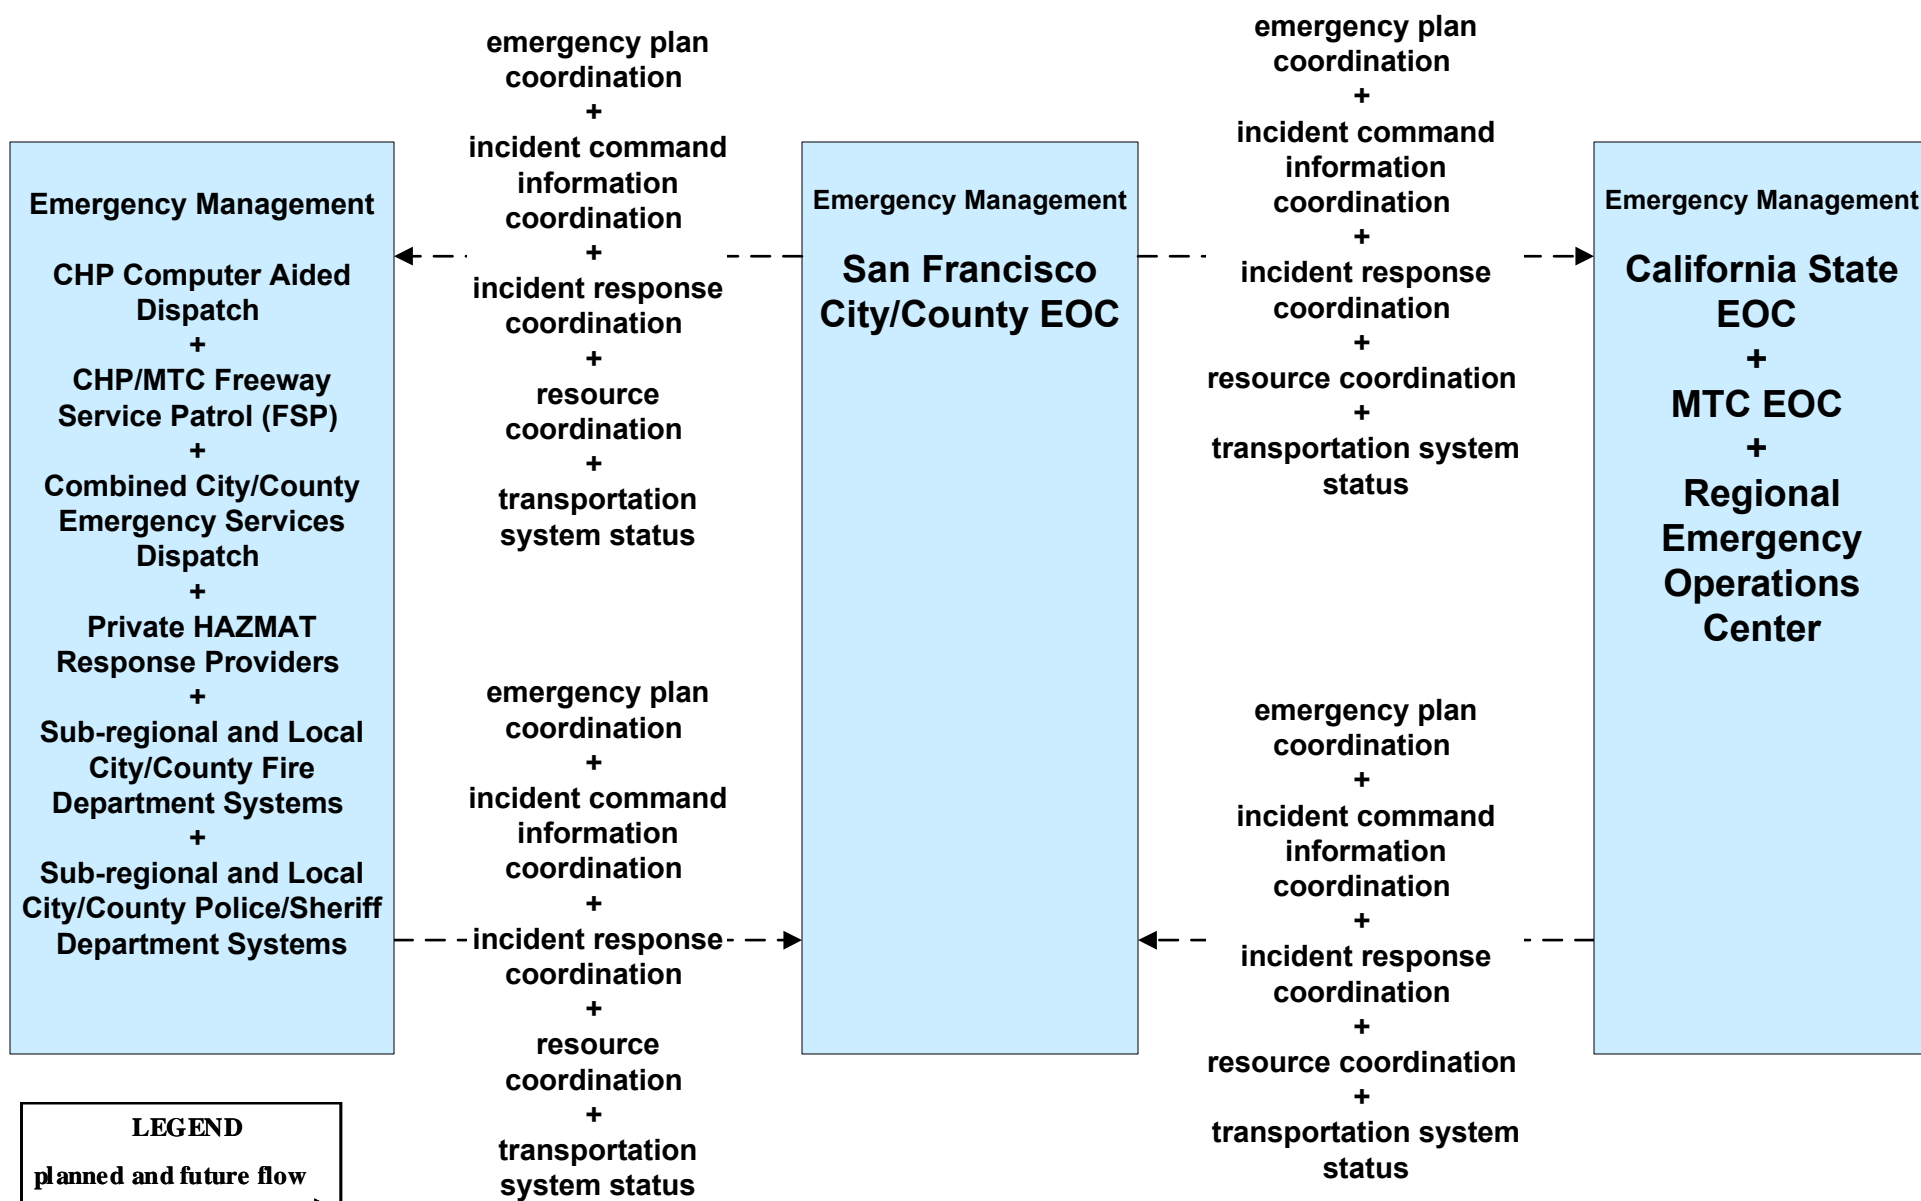 Emergency Management
CHP Computer Aided
Dispatch
+
CHP/MTC Freeway
Service Patrol (FSP)
+
Combined City/County
Emergency Services
Dispatch
+
Private HAZMAT
Response Providers
+
Sub-regional and Local
City/County Fire
Department Systems
+
Sub-regional and Local
City/County Police/Sheriff
Department Systems
emergency plan
coordination
+
incident command
information
coordination
+
incident response
coordination
+
resource
coordination
+
transportation
system status
emergency plan
coordination
+
incident command
information
coordination
+
incident response
coordination
+
resource
coordination
+
transportation
system status
Emergency Management
San Francisco
City/County EOC
emergency plan
coordination
+
incident command
information
coordination
+
incident response
coordination
+
resource coordination
+
transportation system
status
emergency plan
coordination
+
incident command
information
coordination
+
incident response
coordination
+
resource coordination
+
transportation system
status
Emergency Management
California State
EOC
+
MTC EOC
+
Regional
Emergency
Operations
Center
LEGEND
planned and future flow